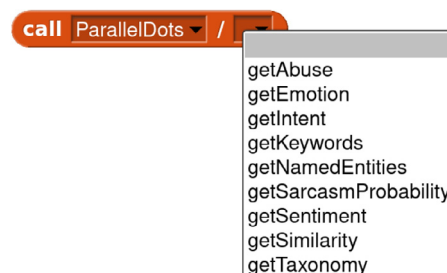 call ParallelDots /
getAbuse
getEmotion
getIntent
getKeywords
getNamedEntities
getSarcasmProbability
getSentiment
getSimilarity
getTaxonomy